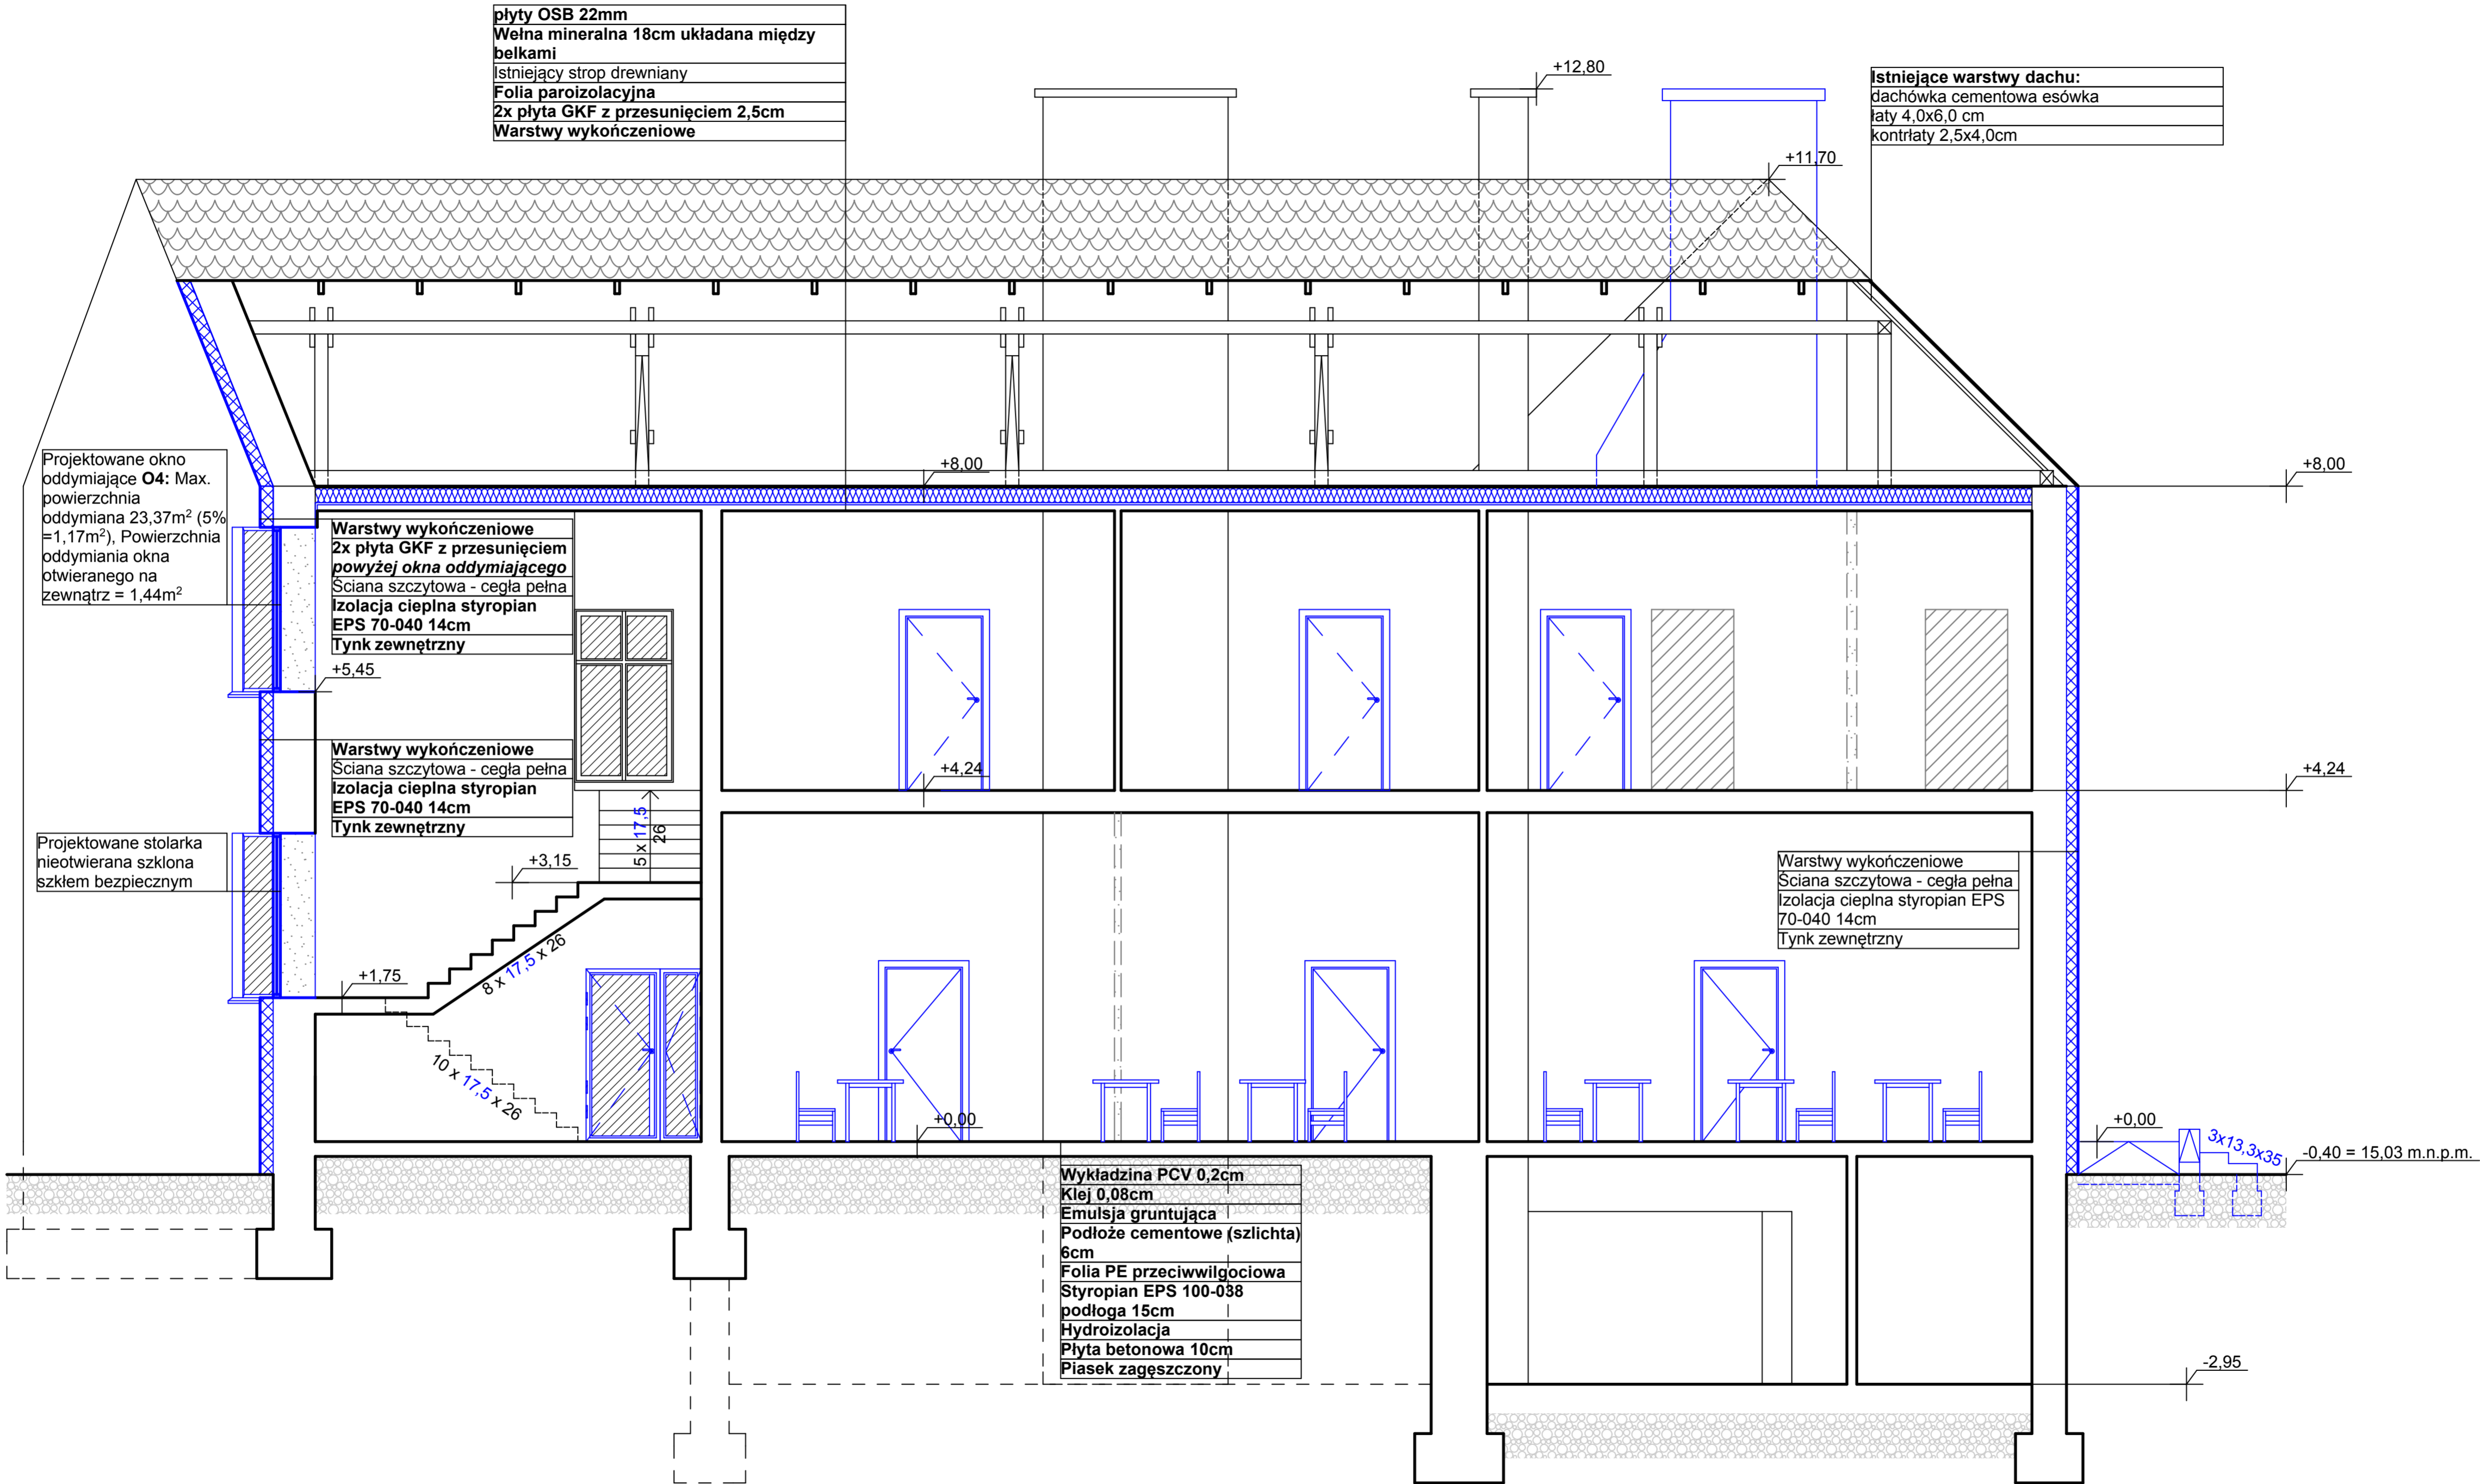 płyty OSB 22mm
Wełna mineralna 18cm układana między
belkami
Istniejący strop drewniany
Folia paroizolacyjna
2x płyta GKF z przesunięciem 2,5cm
Warstwy wykończeniowe
+12,80
Istniejące warstwy dachu:
dachówka cementowa esówka
łaty 4,0x6,0 cm
kontrłaty 2,5x4,0cm
+11,70
Projektowane okno
oddymiające O4: Max.
powierzchnia
oddymiana 23,37m² (5%
=1,17m²), Powierzchnia
oddymiania okna
otwieranego na
zewnątrz = 1,44m²
+8,00
+8,00
Warstwy wykończeniowe
2x płyta GKF z przesunięciem
powyżej okna oddymiającego
Ściana szczytowa - cegła pełna
Izolacja cieplna styropian
EPS 70-040 14cm
Tynk zewnętrzny
+5,45
Warstwy wykończeniowe
Ściana szczytowa - cegła pełna
Izolacja cieplna styropian
EPS 70-040 14cm
Tynk zewnętrzny
+4,24
+4,24
5 x 17,5
26
Projektowane stolarka
nieotwierana szklona
szkłem bezpiecznym
+3,15
Warstwy wykończeniowe
Ściana szczytowa - cegła pełna
Izolacja cieplna styropian EPS
70-040 14cm
Tynk zewnętrzny
8 x 17,5 x 26
+1,75
10 x 17,5 x 26
+0,00
+0,00
3x13,3x35
-0,40 = 15,03 m.n.p.m.
Wykładzina PCV 0,2cm
Klej 0,08cm
Emulsja gruntująca
Podłoże cementowe (szlichta)
6cm
Folia PE przeciwwilgociowa
Styropian EPS 100-038
podłoga 15cm
Hydroizolacja
Płyta betonowa 10cm
Piasek zagęszczony
-2,95